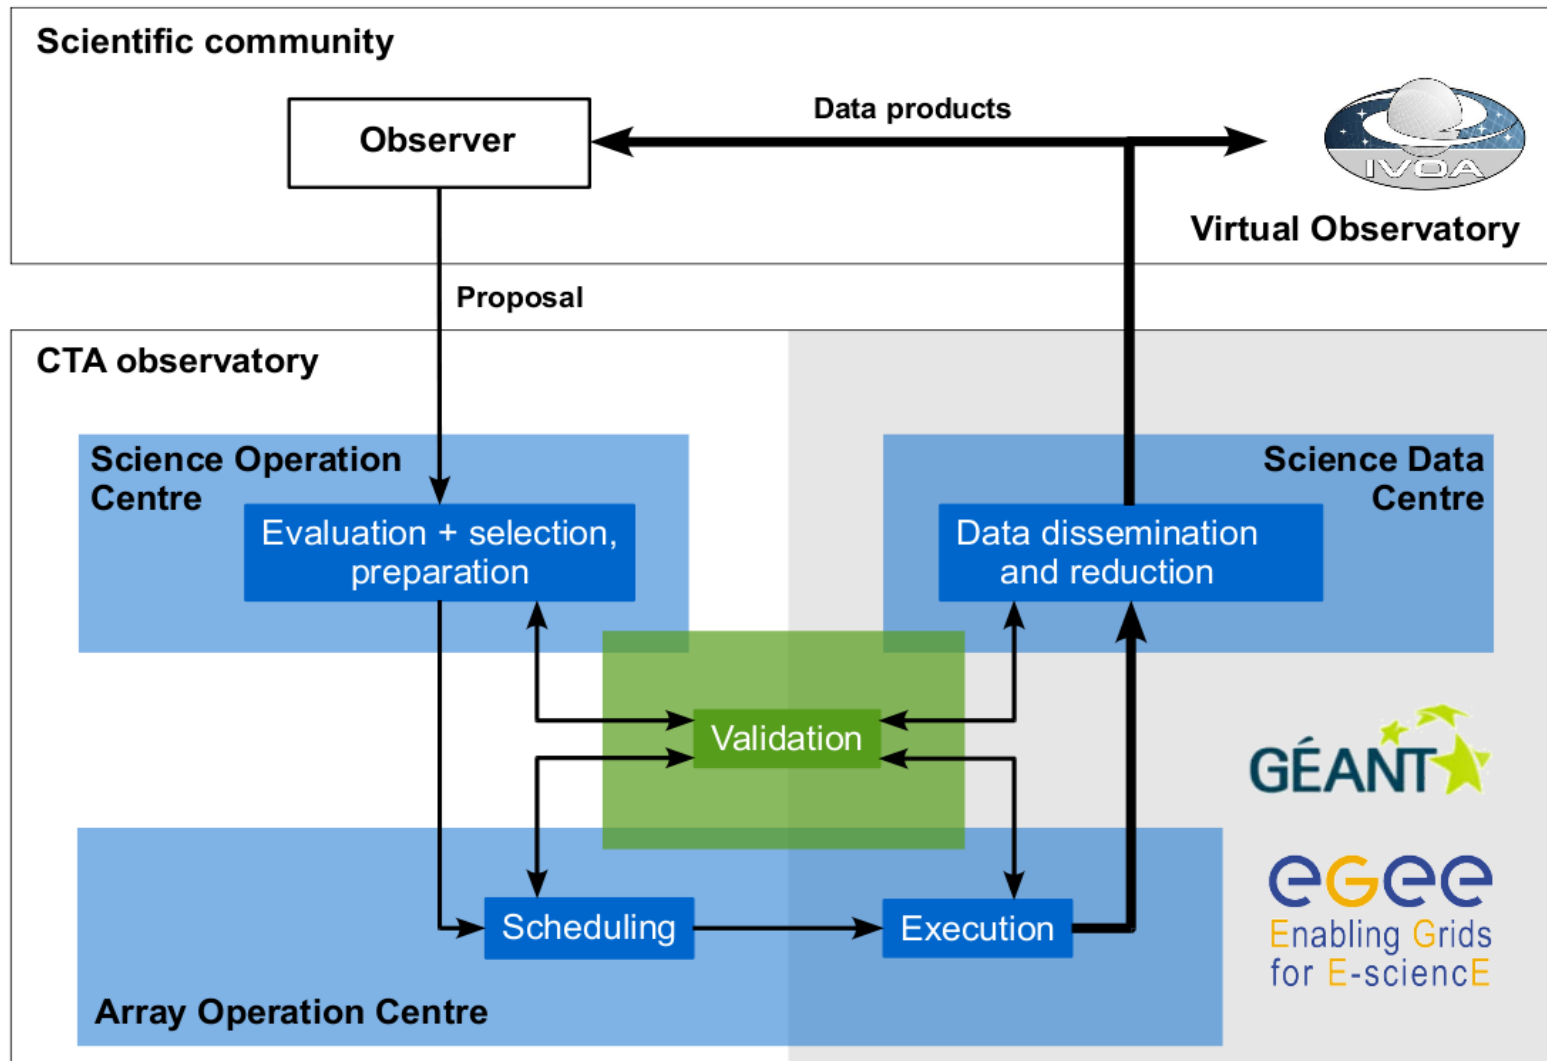 Scientific community
Data products
Observer
IVOA
Virtual Observatory
Proposal
CTA observatory
Science Operation
Centre
Science Data
Centre
Evaluation + selection,
preparation
Data dissemination
and reduction
Validation
GÉANT
eGee
Enabling Grids
for E-sciencE
Scheduling
Execution
Array Operation Centre